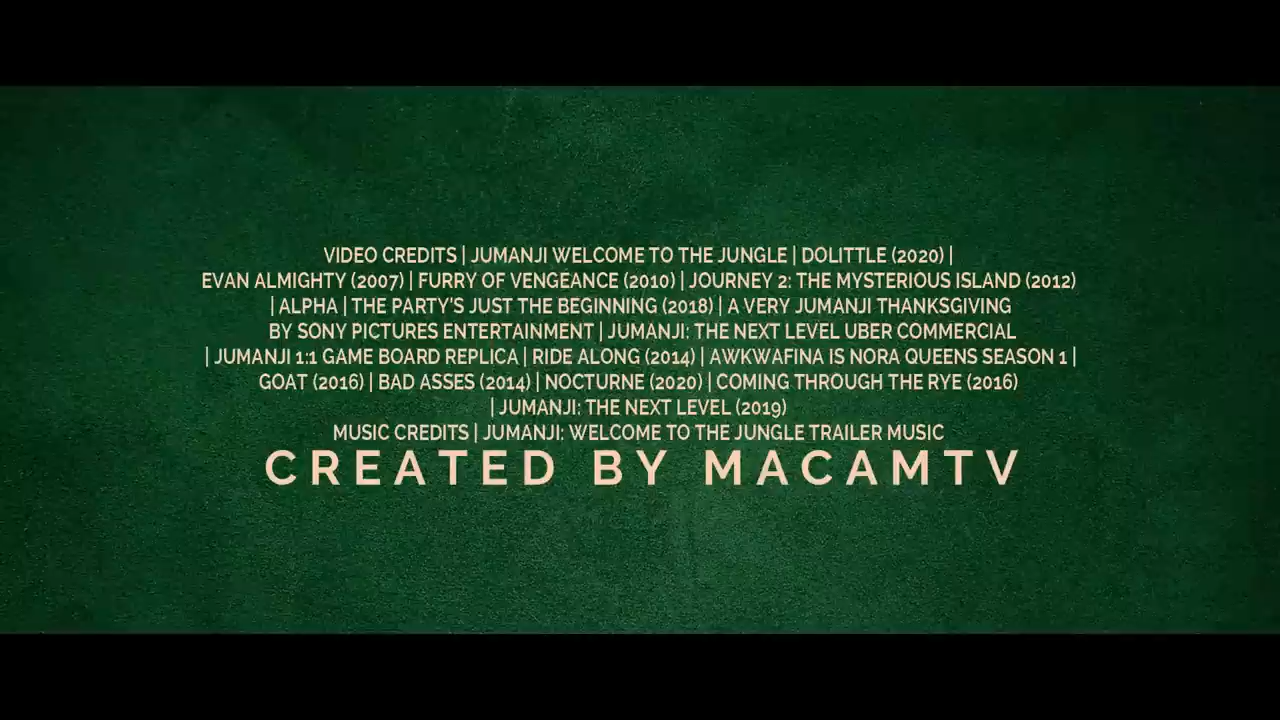 VIDEO CREDITS | JUMANJI WELCOME TO THE JUNGLE | DOLITTLE (2020) |
EVAN ALMIGHTY (2007) | FURRY OF VENGEANCE (2010) | JOURNEY 2: THE MYSTERIOUS ISLAND (2012)
| ALPHA | THE PARTY'S JUST THE BEGINNING (2018) | A VERY JUMANJI THANKSGIVING
BY SONY PICTURES ENTERTAINMENT | JUMANJI: THE NEXT LEVEL UBER COMMERCIAL
| JUMANJI 1:1 GAME BOARD REPLICA | RIDE ALONG (2014) | AWKWAFINA IS NORA QUEENS SEASON 1 |
GOAT (2016) | BAD ASSES (2014) | NOCTURNE (2020) | COMING THROUGH THE RYE (2016)
| JUMANJI: THE NEXT LEVEL (2019)
MUSIC CREDITS | JUMANJI: WELCOME TO THE JUNGLE TRAILER MUSIC
CREATED BY MACAMTV